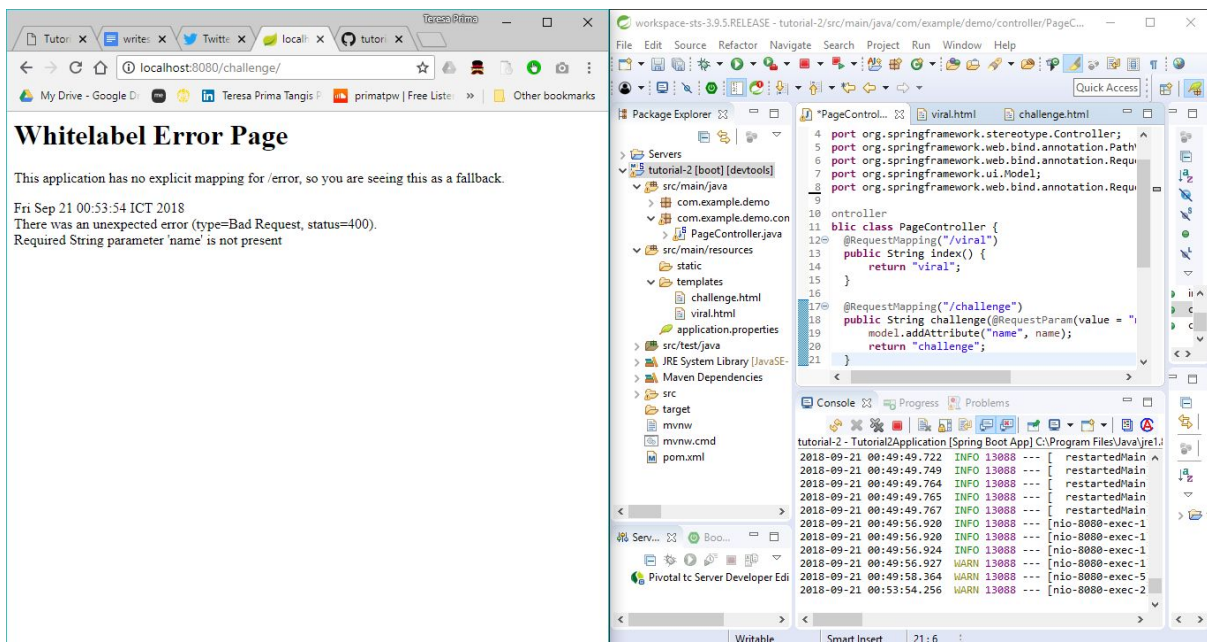 Teresa Prima
Tutori
writes
Twitte
localh
tutori
localhost:8080/challenge/
My Drive - Google Dr
Teresa Prima Tangis P
primatpw | Free Liste
»
Other bookmarks
Whitelabel Error Page
This application has no explicit mapping for /error, so you are seeing this as a fallback.
Fri Sep 21 00:53:54 ICT 2018
There was an unexpected error (type=Bad Request, status=400).
Required String parameter 'name' is not present
workspace-sts-3.9.5.RELEASE - tutorial-2/src/main/java/com/example/demo/controller/PageC...
File Edit Source Refactor Navigate Search Project Run Window Help
Quick Access
Package Explorer
Servers
tutorial-2 [boot] [devtools]
src/main/java
com.example.demo
com.example.demo.con
PageController.java
src/main/resources
static
templates
challenge.html
viral.html
application.properties
src/test/java
JRE System Library [JavaSE-
Maven Dependencies
src
target
mvnw
mvnw.cmd
pom.xml
Serv...
Boo...
Pivotal tc Server Developer Edi
*PageControl...
viral.html
challenge.html
4 port org.springframework.stereotype.Controller;
5 port org.springframework.web.bind.annotation.Path
6 port org.springframework.web.bind.annotation.Reque
7 port org.springframework.ui.Model;
8 port org.springframework.web.bind.annotation.Reque
9
10 ontroller
11 blic class PageController {
12 @RequestMapping("/viral")
13 public String index() {
14 return "viral";
15 }
16
17 @RequestMapping("/challenge")
18 public String challenge(@RequestParam(value = "n
19 model.addAttribute("name", name);
20 return "challenge";
21 }
Console
Progress
Problems
tutorial-2 - Tutorial2Application [Spring Boot App] C:\Program Files\Java\jre1.8
2018-09-21 00:49:49.722 INFO 13088 --- [ restartedMain
2018-09-21 00:49:49.749 INFO 13088 --- [ restartedMain
2018-09-21 00:49:49.764 INFO 13088 --- [ restartedMain
2018-09-21 00:49:49.765 INFO 13088 --- [ restartedMain
2018-09-21 00:49:49.767 INFO 13088 --- [ restartedMain
2018-09-21 00:49:56.920 INFO 13088 --- [nio-8080-exec-1
2018-09-21 00:49:56.920 INFO 13088 --- [nio-8080-exec-1
2018-09-21 00:49:56.924 INFO 13088 --- [nio-8080-exec-1
2018-09-21 00:49:56.927 WARN 13088 --- [nio-8080-exec-1
2018-09-21 00:49:58.364 WARN 13088 --- [nio-8080-exec-5
2018-09-21 00:53:54.256 WARN 13088 --- [nio-8080-exec-2
Writable
Smart Insert
21 : 6